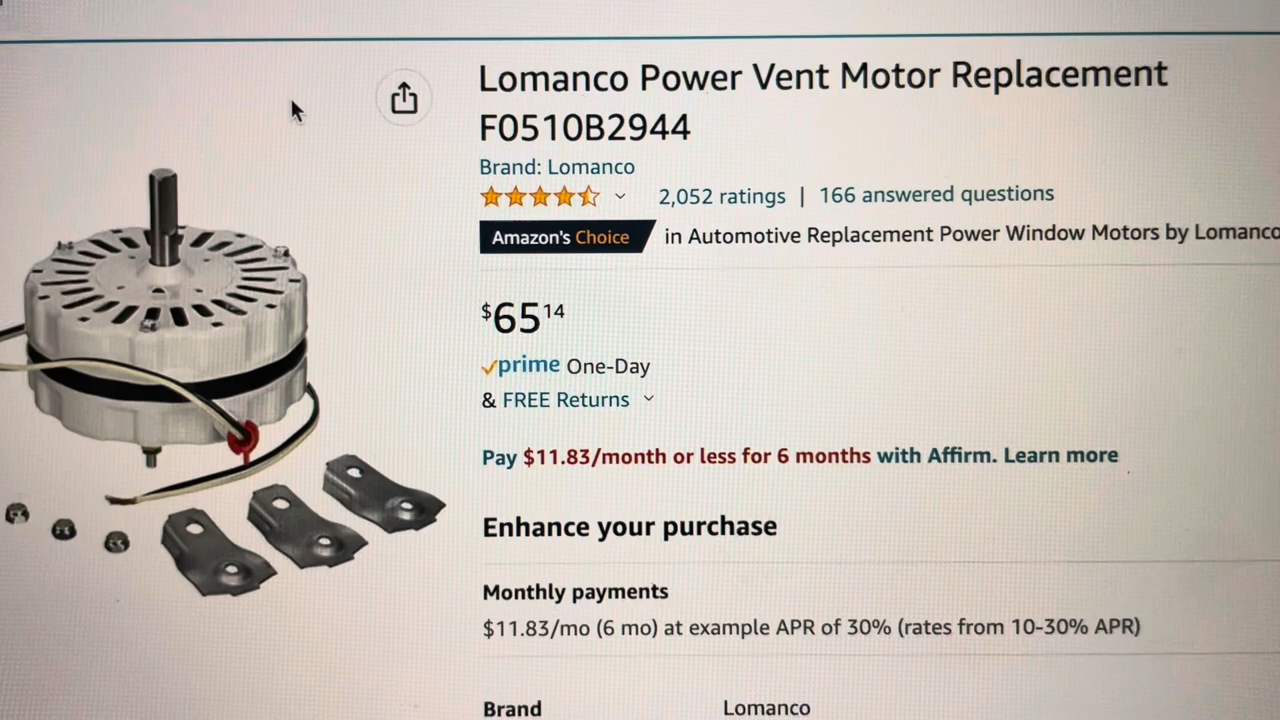 Lomanco Power Vent Motor Replacement
F0510B2944
Brand: Lomanco
2,052 ratings | 166 answered questions
Amazon's Choice in Automotive Replacement Power Window Motors by Lomanco
$65 14
prime One-Day
& FREE Returns
Pay $11.83/month or less for 6 months with Affirm. Learn more
Enhance your purchase
Monthly payments
$11.83/mo (6 mo) at example APR of 30% (rates from 10-30% APR)
Brand Lomanco